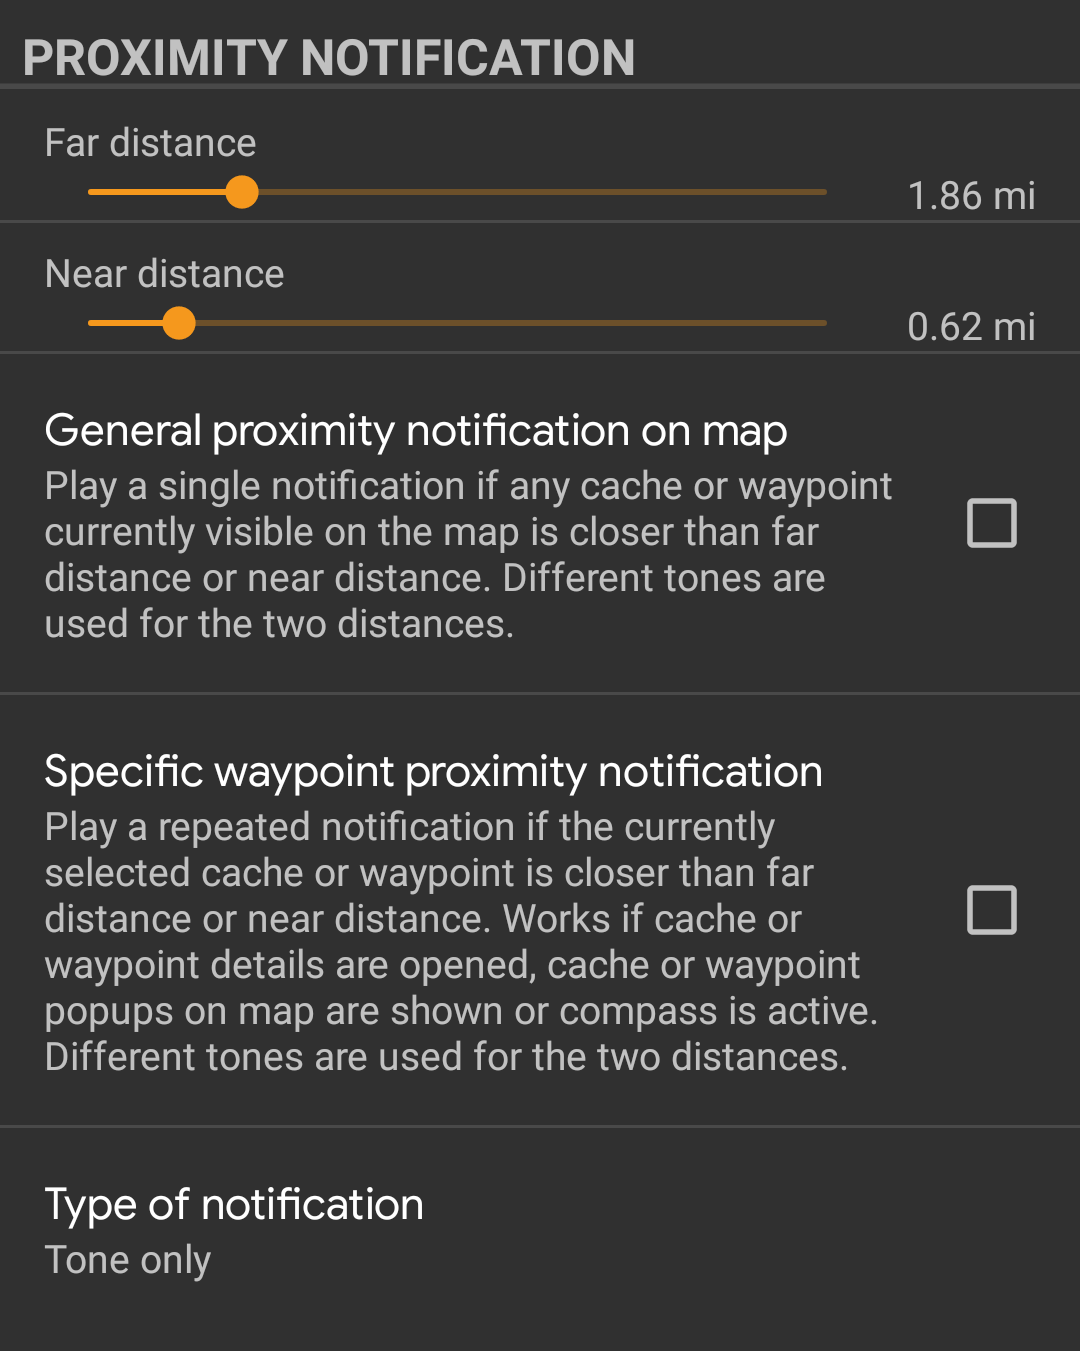 PROXIMITY NOTIFICATION
Far distance
1.86 mi
Near distance
0.62 mi
General proximity notification on map
Play a single notification if any cache or waypoint
currently visible on the map is closer than far
distance or near distance. Different tones are
used for the two distances.
Specific waypoint proximity notification
Play a repeated notification if the currently
selected cache or waypoint is closer than far
distance or near distance. Works if cache or
waypoint details are opened, cache or waypoint
popups on map are shown or compass is active.
Different tones are used for the two distances.
Type of notification
Tone only